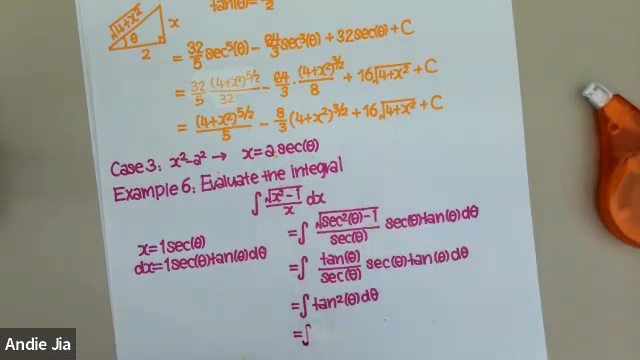 tan(θ)=x/2
√4+x² x
θ
2
= 32/5 sec⁵(θ) - 64/3 sec³(θ) + 32sec(θ) + C
= 32/5 (4+x²)^5/2 / 32 - 64/3 · (4+x²)^3/2 / 8 + 16√4+x² + C
= (4+x²)^5/2 / 5 - 8/3 (4+x²)^3/2 + 16√4+x² + C
Case 3: x²-a² → x=a sec(θ)
Example 6: Evaluate the integral
∫ √x²-1 / x dx
= ∫ √sec²(θ)-1 / sec(θ) sec(θ)tan(θ)dθ
x=1sec(θ)
dx=1sec(θ)tan(θ)dθ
= ∫ tan(θ)/sec(θ) sec(θ)tan(θ)dθ
= ∫ tan²(θ)dθ
= ∫
Andie Jia